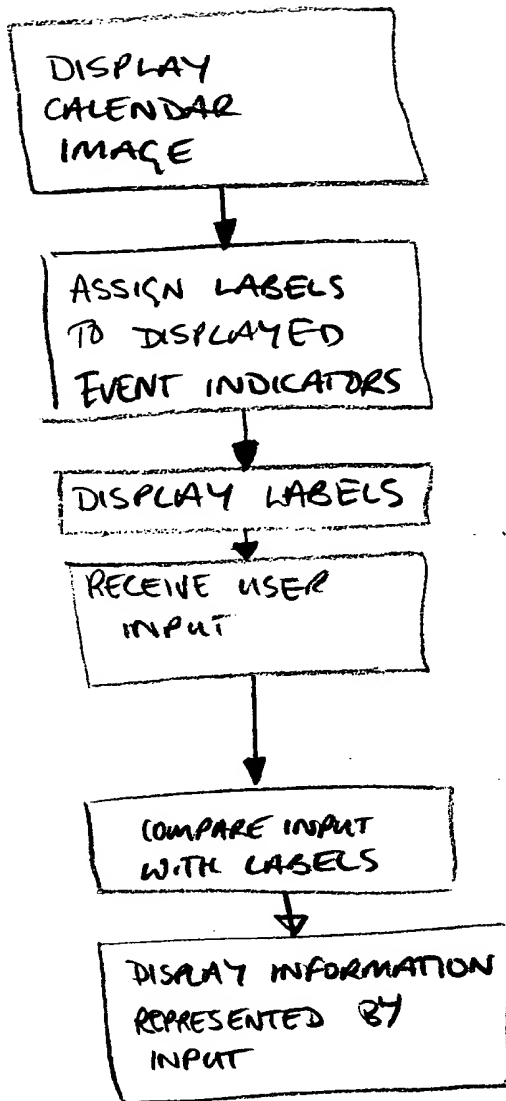 DISPLAY
CALENDAR
IMAGE
ASSIGN LABELS
TO DISPLAYED
EVENT INDICATORS
DISPLAY LABELS
RECEIVE USER
INPUT
COMPARE INPUT
WITH LABELS
DISPLAY INFORMATION
REPRESENTED BY
INPUT